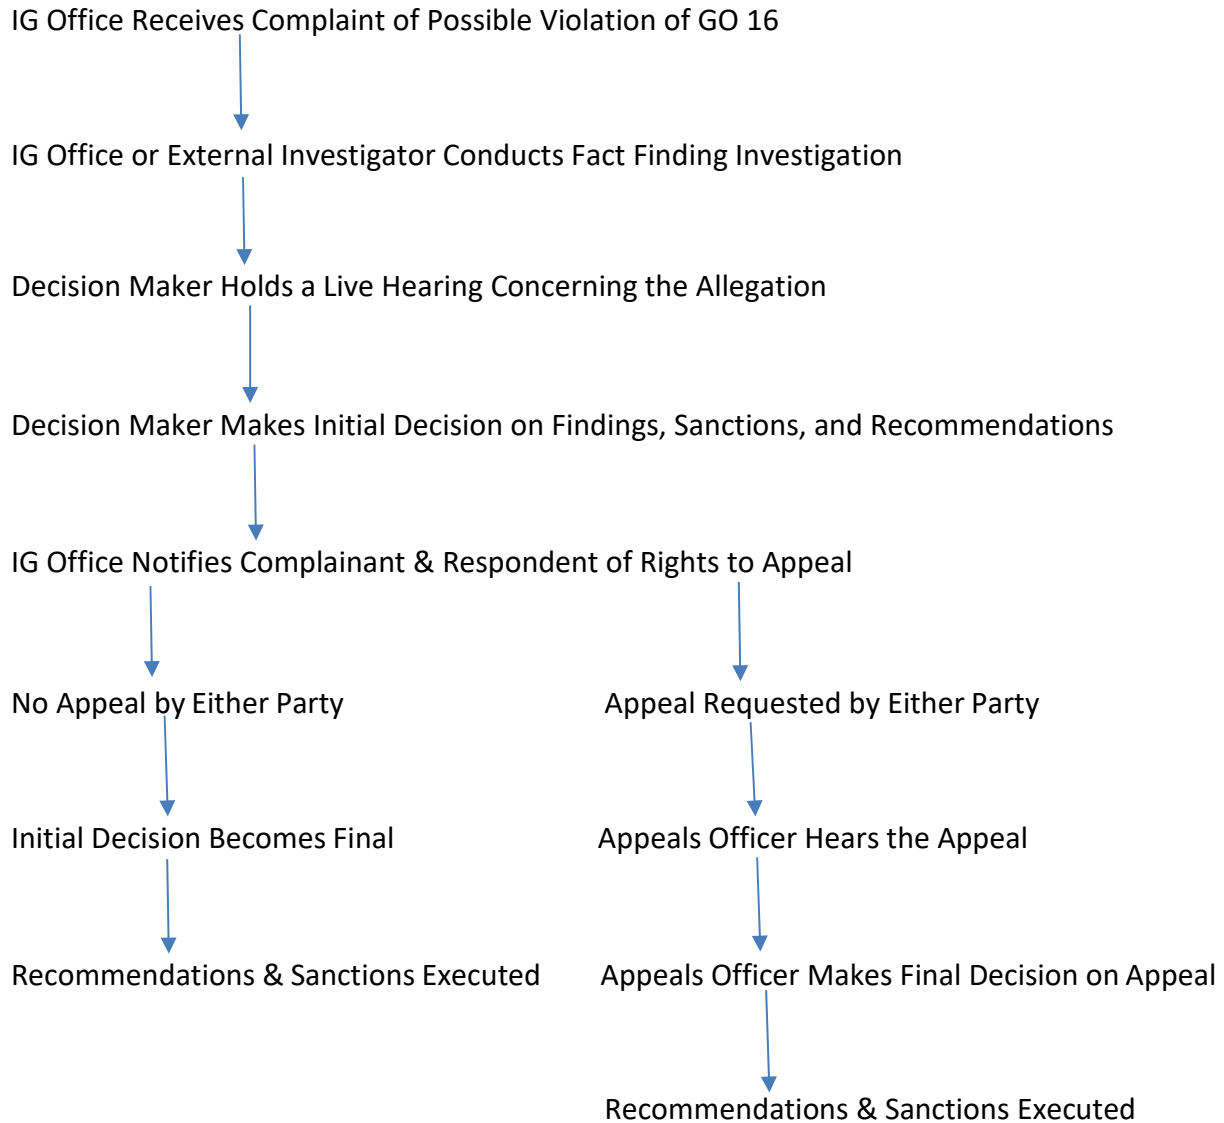 IG Office Receives Complaint of Possible Violation of GO 16
IG Office or External Investigator Conducts Fact Finding Investigation
Decision Maker Holds a Live Hearing Concerning the Allegation
Decision Maker Makes Initial Decision on Findings, Sanctions, and Recommendations
IG Office Notifies Complainant & Respondent of Rights to Appeal
No Appeal by Either Party
Appeal Requested by Either Party
Initial Decision Becomes Final
Appeals Officer Hears the Appeal
Recommendations & Sanctions Executed
Appeals Officer Makes Final Decision on Appeal
Recommendations & Sanctions Executed